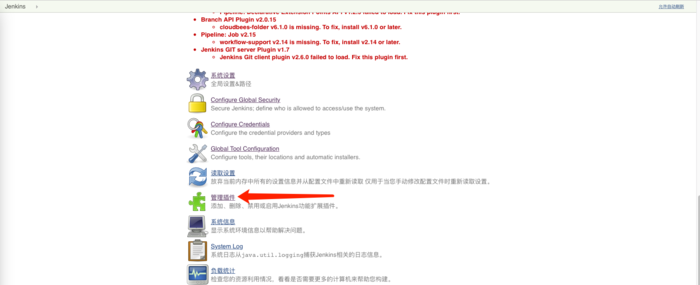 Jenkins
允许自动刷新
Pipeline: Declarative Extension Points API v1.2.9 failed to load. Fix this plugin first.
Branch API Plugin v2.0.15
cloudbees-folder v6.1.0 is missing. To fix, install v6.1.0 or later.
Pipeline: Job v2.15
workflow-support v2.14 is missing. To fix, install v2.14 or later.
Jenkins GIT server Plugin v1.7
Jenkins Git client plugin v2.6.0 failed to load. Fix this plugin first.
系统设置
全局设置&路径
Configure Global Security
Secure Jenkins; define who is allowed to access/use the system.
Configure Credentials
Configure the credential providers and types
Global Tool Configuration
Configure tools, their locations and automatic installers.
读取设置
放弃当前内存中所有的设置信息并从配置文件中重新读取 仅用于当您手动修改配置文件时重新读取设置。
管理插件
添加、删除、禁用或启用Jenkins功能扩展插件。
系统信息
显示系统环境信息以帮助解决问题。
System Log
系统日志从java.util.logging捕获Jenkins相关的日志信息。
负载统计
检查您的资源利用情况，看看是否需要更多的计算机来帮助您构建。